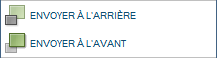 ENVOYER À L'ARRIÈRE
ENVOYER À L'AVANT